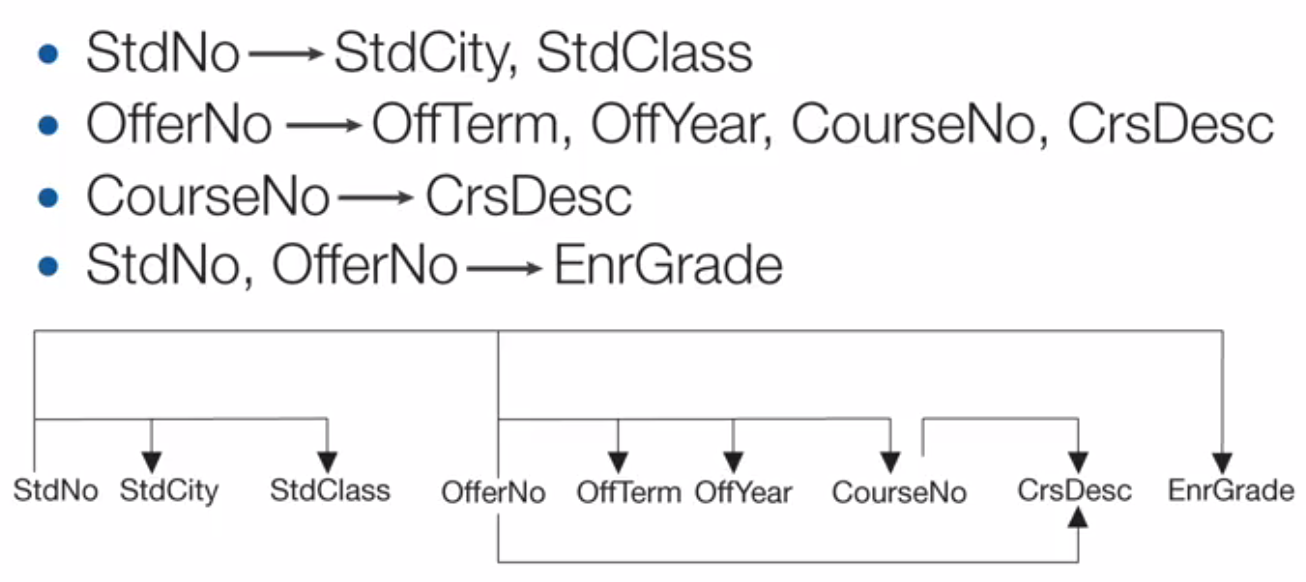 • StdNo → StdCity, StdClass
• OfferNo → OffTerm, OffYear, CourseNo, CrsDesc
• CourseNo → CrsDesc
• StdNo, OfferNo → EnrGrade
StdNo StdCity StdClass OfferNo OffTerm OffYear CourseNo CrsDesc EnrGrade